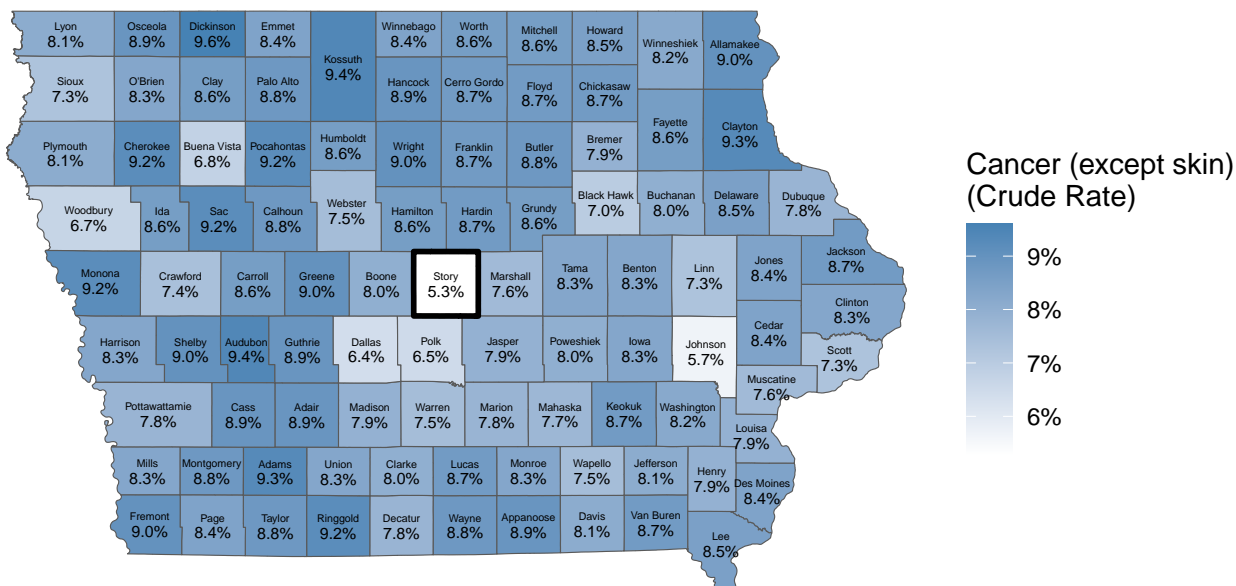 Lyon
8.1%
Osceola
8.9%
Dickinson
9.6%
Emmet
8.4%
Kossuth
9.4%
Winnebago
8.4%
Worth
8.6%
Mitchell
8.6%
Howard
8.5%
Winneshiek
8.2%
Allamakee
9.0%
Sioux
7.3%
O'Brien
8.3%
Clay
8.6%
Palo Alto
8.8%
Hancock
8.9%
Cerro Gordo
8.7%
Floyd
8.7%
Chickasaw
8.7%
Fayette
8.6%
Clayton
9.3%
Plymouth
8.1%
Cherokee
9.2%
Buena Vista
6.8%
Pocahontas
9.2%
Humboldt
8.6%
Wright
9.0%
Franklin
8.7%
Butler
8.8%
Bremer
7.9%
Woodbury
6.7%
Ida
8.6%
Sac
9.2%
Calhoun
8.8%
Webster
7.5%
Hamilton
8.6%
Hardin
8.7%
Grundy
8.6%
Black Hawk
7.0%
Buchanan
8.0%
Delaware
8.5%
Dubuque
7.8%
Monona
9.2%
Crawford
7.4%
Carroll
8.6%
Greene
9.0%
Boone
8.0%
Story
5.3%
Marshall
7.6%
Tama
8.3%
Benton
8.3%
Linn
7.3%
Jones
8.4%
Jackson
8.7%
Clinton
8.3%
Harrison
8.3%
Shelby
9.0%
Audubon
9.4%
Guthrie
8.9%
Dallas
6.4%
Polk
6.5%
Jasper
7.9%
Poweshiek
8.0%
Iowa
8.3%
Johnson
5.7%
Cedar
8.4%
Scott
7.3%
Muscatine
7.6%
Pottawattamie
7.8%
Cass
8.9%
Adair
8.9%
Madison
7.9%
Warren
7.5%
Marion
7.8%
Mahaska
7.7%
Keokuk
8.7%
Washington
8.2%
Louisa
7.9%
Mills
8.3%
Montgomery
8.8%
Adams
9.3%
Union
8.3%
Clarke
8.0%
Lucas
8.7%
Monroe
8.3%
Wapello
7.5%
Jefferson
8.1%
Henry
7.9%
Des Moines
8.4%
Fremont
9.0%
Page
8.4%
Taylor
8.8%
Ringgold
9.2%
Decatur
7.8%
Wayne
8.8%
Appanoose
8.9%
Davis
8.1%
Van Buren
8.7%
Lee
8.5%
Cancer (except skin)
(Crude Rate)
9%
8%
7%
6%